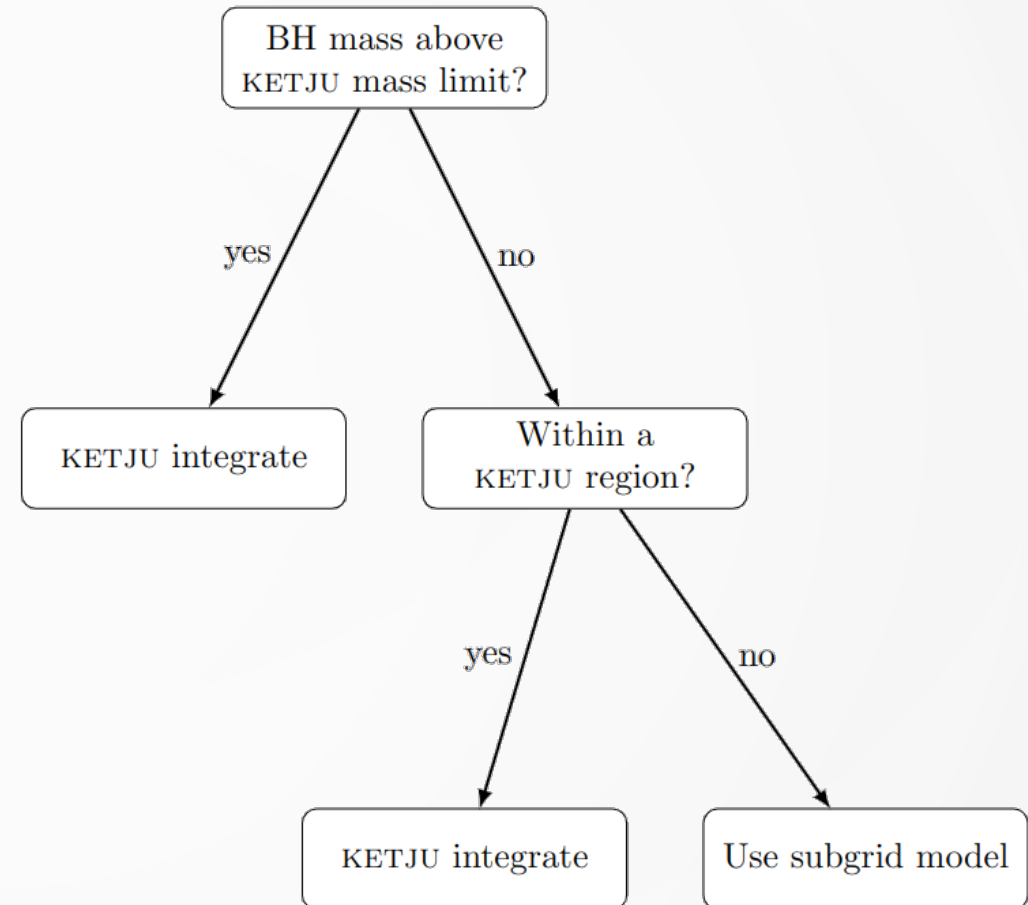 BH mass above
KETJU mass limit?
yes
no
KETJU integrate
Within a
KETJU region?
yes
no
KETJU integrate
Use subgrid model